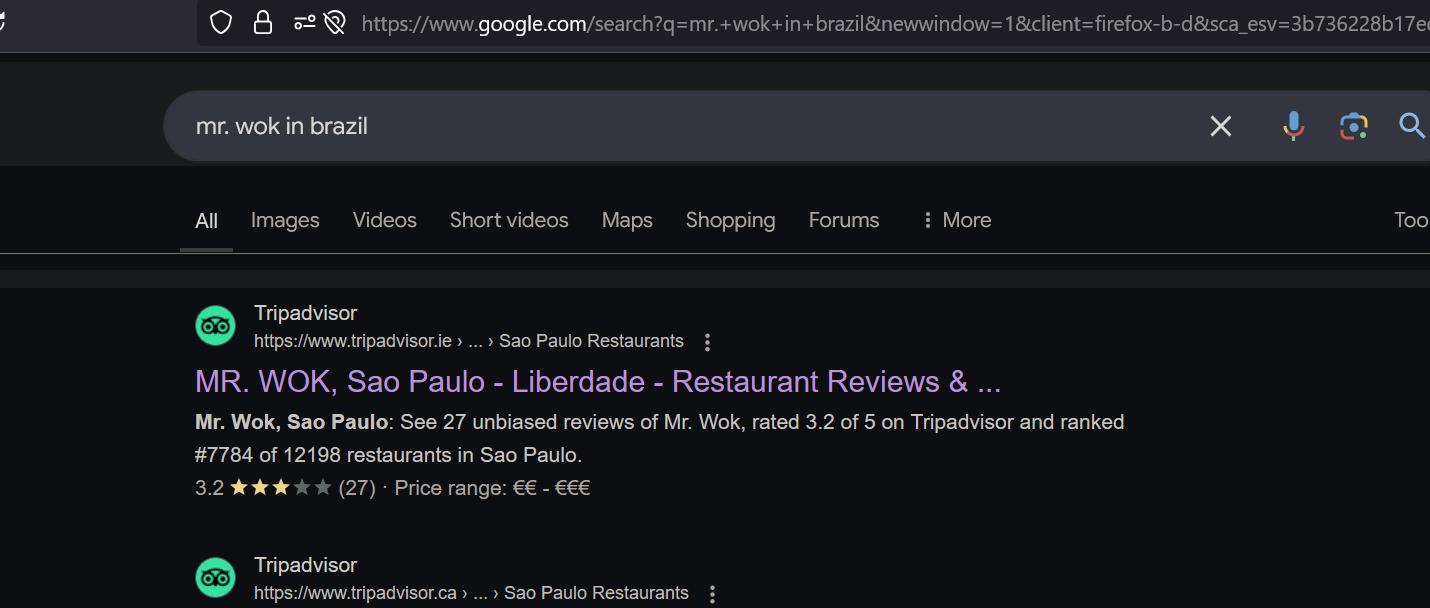 https://www.google.com/search?q=mr.+wok+in+brazil&newwindow=1&client=firefox-b-d&sca_esv=3b736228b17e
mr. wok in brazil
All Images Videos Short videos Maps Shopping Forums More Too
Tripadvisor
https://www.tripadvisor.ie › ... › Sao Paulo Restaurants
MR. WOK, Sao Paulo - Liberdade - Restaurant Reviews & ...
Mr. Wok, Sao Paulo: See 27 unbiased reviews of Mr. Wok, rated 3.2 of 5 on Tripadvisor and ranked
#7784 of 12198 restaurants in Sao Paulo.
3.2 (27) · Price range: €€ - €€€
Tripadvisor
https://www.tripadvisor.ca › ... › Sao Paulo Restaurants